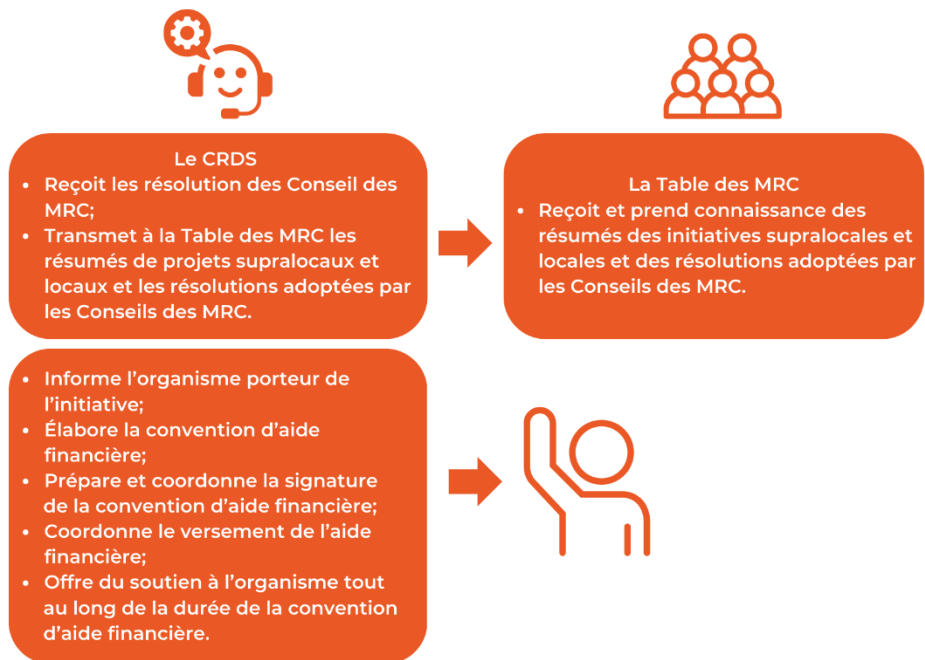 Le CRDS
• Reçoit les résolution des Conseil des
MRC;
• Transmet à la Table des MRC les
résumés de projets supralocaux et
locaux et les résolutions adoptées par
les Conseils des MRC.
La Table des MRC
• Reçoit et prend connaissance des
résumés des initiatives supralocales et
locales et des résolutions adoptées par
les Conseils des MRC.
• Informe l'organisme porteur de
l'initiative;
• Élabore la convention d'aide
financière;
• Prépare et coordonne la signature
de la convention d'aide financière;
• Coordonne le versement de l'aide
financière;
• Offre du soutien à l'organisme tout
au long de la durée de la convention
d'aide financière.